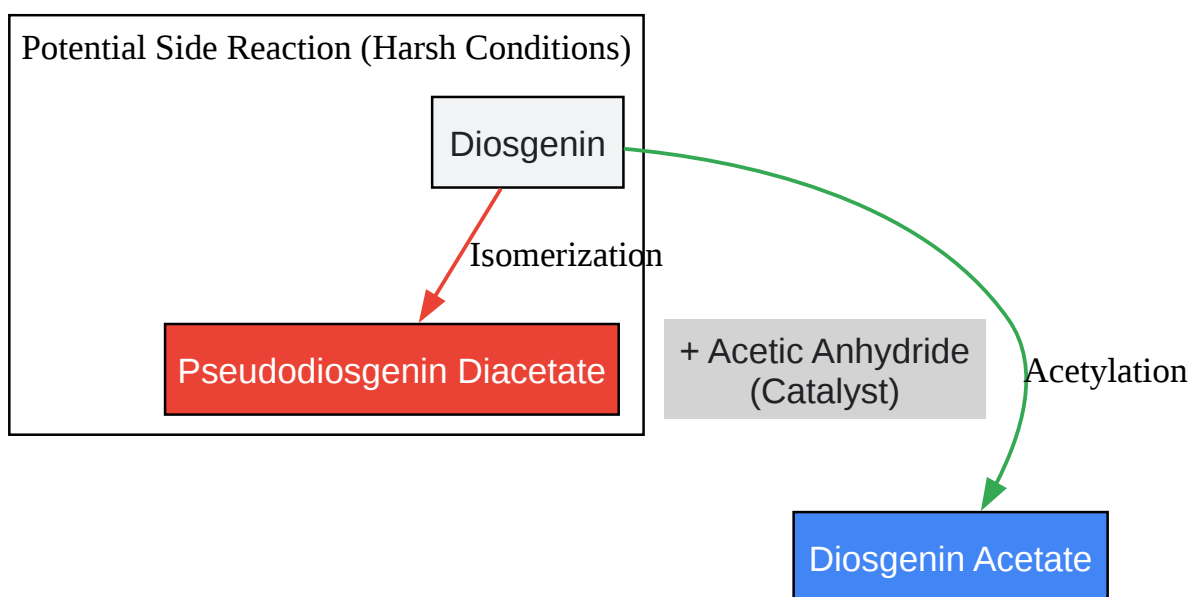 Potential Side Reaction (Harsh Conditions)
Diosgenin
Isomerization
Pseudodiosgenin Diacetate
+ Acetic Anhydride
(Catalyst)
Acetylation
Diosgenin Acetate